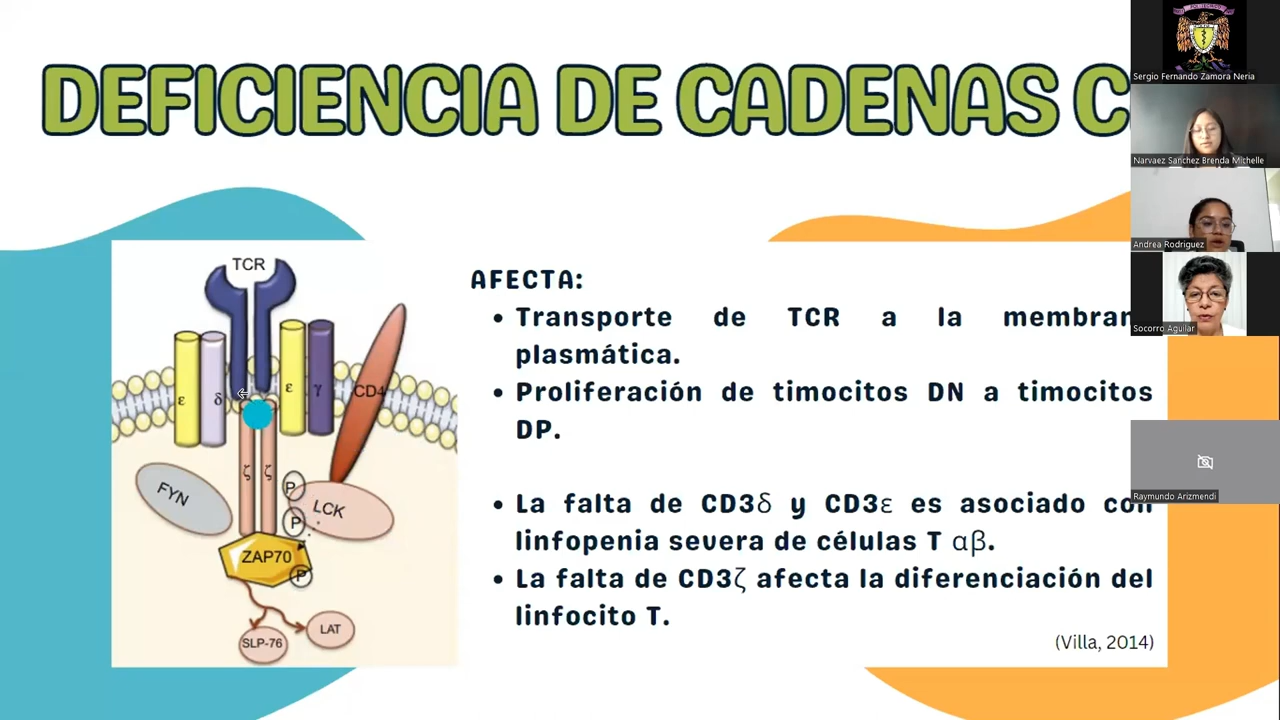 DEFICIENCIA DE CADENAS C
TCR
ε
δ
ε
γ
CD4
ζ
ζ
FYN
P
LCK
P
ZAP70
P
SLP-76
LAT
AFECTA:
• Transporte de TCR a la membran
plasmática.
• Proliferación de timocitos DN a timocitos
DP.
• La falta de CD3δ y CD3ε es asociado con
linfopenia severa de células T αβ.
• La falta de CD3ζ afecta la diferenciación del
linfocito T.
(Villa, 2014)
Sergio Fernando Zamora Neria
Narvaez Sanchez Brenda Michelle
Andrea Rodriguez
Socorro Aguilar
Raymundo Arizmendi